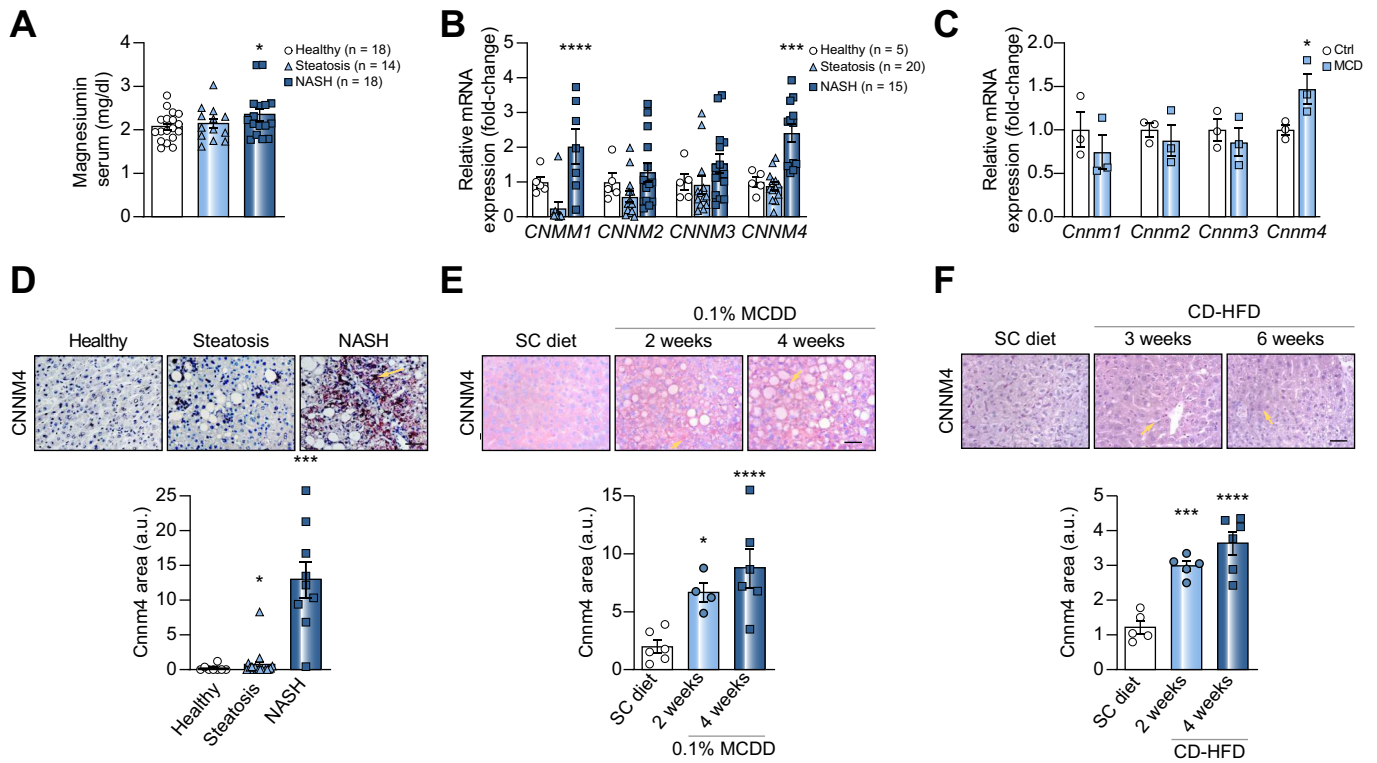 A
Magnesiumin
serum (mg/dl)
4
3
2
1
0
*
Healthy (n = 18)
Steatosis (n = 14)
NASH (n = 18)
B
Relative mRNA
expression (fold-change)
5
4
3
2
1
0
****
***
Healthy (n = 5)
Steatosis (n = 20)
NASH (n = 15)
CNMM1 CNNM2 CNNM3 CNNM4
C
Relative mRNA
expression (fold-change)
2.0
1.5
1.0
0.5
0.0
*
Ctrl
MCD
Cnnm1 Cnnm2 Cnnm3 Cnnm4
D
Healthy Steatosis NASH
CNNM4
Cnnm4 area (a.u.)
25
20
15
10
5
0
*
***
Healthy
Steatosis
NASH
E
0.1% MCDD
SC diet 2 weeks 4 weeks
CNNM4
Cnnm4 area (a.u.)
15
10
5
0
*
****
SC diet
2 weeks
4 weeks
0.1% MCDD
F
CD-HFD
SC diet 3 weeks 6 weeks
CNNM4
Cnnm4 area (a.u.)
5
4
3
2
1
0
***
****
SC diet
2 weeks
4 weeks
CD-HFD